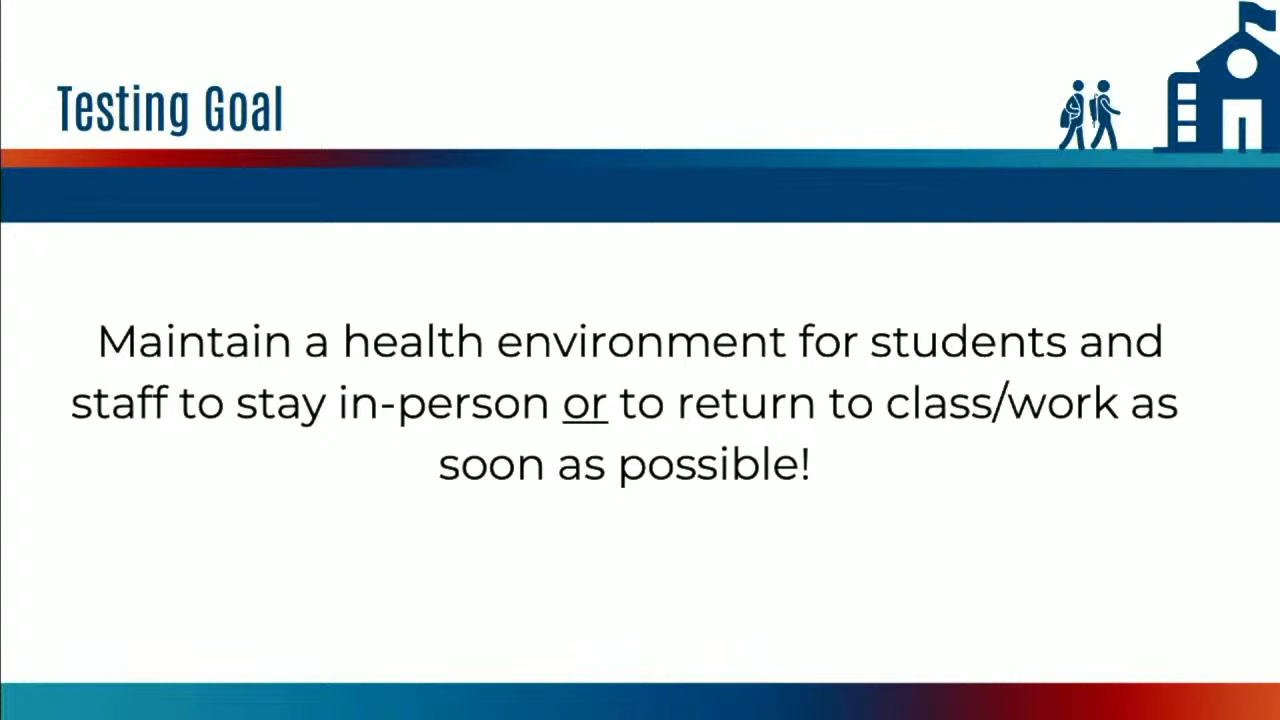 Testing Goal
Maintain a health environment for students and
staff to stay in-person or to return to class/work as
soon as possible!